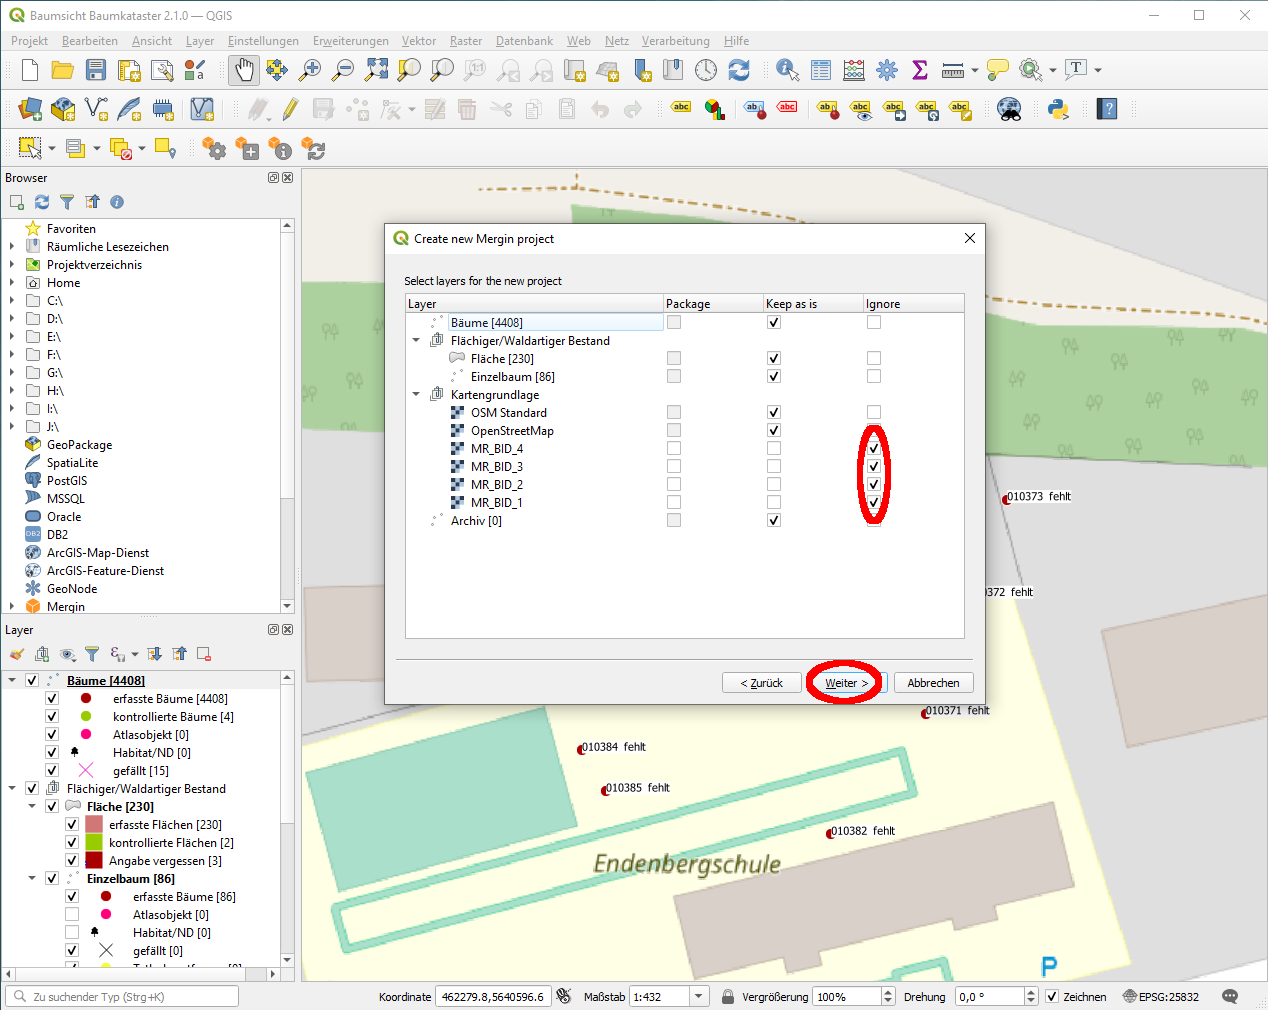 Baumsicht Baumkataster 2.1.0 — QGIS
Projekt Bearbeiten Ansicht Layer Einstellungen Erweiterungen Vektor Raster Datenbank Web Netz Verarbeitung Hilfe
Browser
Favoriten
Räumliche Lesezeichen
Projektverzeichnis
Home
C:\
D:\
E:\
F:\
G:\
H:\
I:\
J:\
GeoPackage
SpatiaLite
PostGIS
MSSQL
Oracle
DB2
ArcGIS-Map-Dienst
ArcGIS-Feature-Dienst
GeoNode
Mergin
Layer
Bäume [4408]
erfasste Bäume [4408]
kontrollierte Bäume [4]
Atlasobjekt [0]
Habitat/ND [0]
gefällt [15]
Flächiger/Waldartiger Bestand
Fläche [230]
erfasste Flächen [230]
kontrollierte Flächen [2]
Angabe vergessen [3]
Einzelbaum [86]
erfasste Bäume [86]
Atlasobjekt [0]
Habitat/ND [0]
gefällt [0]
Create new Mergin project
Select layers for the new project
Layer Package Keep as is Ignore
Bäume [4408]
Flächiger/Waldartiger Bestand
Fläche [230]
Einzelbaum [86]
Kartengrundlage
OSM Standard
OpenStreetMap
MR_BID_4
MR_BID_3
MR_BID_2
MR_BID_1
Archiv [0]
< Zurück Weiter > Abbrechen
010373 fehlt
372 fehlt
010371 fehlt
010384 fehlt
010385 fehlt
010382 fehlt
Endenbergschule
P
Zu suchender Typ (Strg+K) Koordinate 462279.8,5640596.6 Maßstab 1:432 Vergrößerung 100% Drehung 0,0 ° Zeichnen EPSG:25832